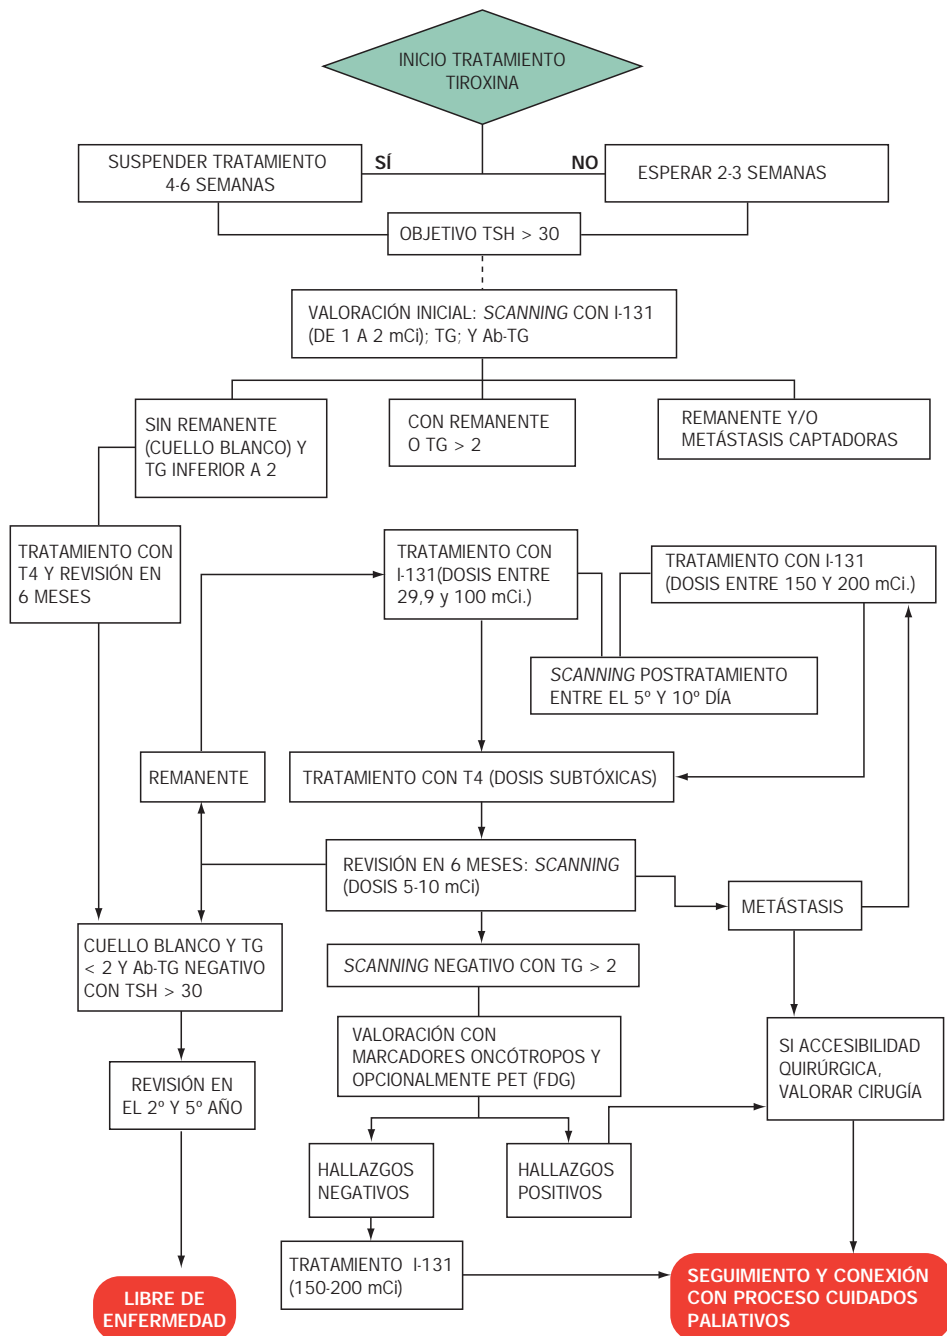 INICIO TRATAMIENTO
TIROXINA
SUSPENDER TRATAMIENTO
4-6 SEMANAS
SÍ
NO
ESPERAR 2-3 SEMANAS
OBJETIVO TSH > 30
VALORACIÓN INICIAL: SCANNING CON I-131
(DE 1 A 2 mCi); TG; Y Ab-TG
SIN REMANENTE
(CUELLO BLANCO) Y
TG INFERIOR A 2
CON REMANENTE
O TG > 2
REMANENTE Y/O
METÁSTASIS CAPTADORAS
TRATAMIENTO CON
T4 Y REVISIÓN EN
6 MESES
TRATAMIENTO CON
I-131(DOSIS ENTRE
29,9 y 100 mCi.)
TRATAMIENTO CON I-131
(DOSIS ENTRE 150 Y 200 mCi.)
SCANNING POSTRATAMIENTO
ENTRE EL 5º Y 10º DÍA
REMANENTE
TRATAMIENTO CON T4 (DOSIS SUBTÓXICAS)
REVISIÓN EN 6 MESES: SCANNING
(DOSIS 5-10 mCi)
METÁSTASIS
CUELLO BLANCO Y TG
< 2 Y Ab-TG NEGATIVO
CON TSH > 30
SCANNING NEGATIVO CON TG > 2
VALORACIÓN CON
MARCADORES ONCÓTROPOS Y
OPCIONALMENTE PET (FDG)
SI ACCESIBILIDAD
QUIRÚRGICA,
VALORAR CIRUGÍA
REVISIÓN EN
EL 2º Y 5º AÑO
HALLAZGOS
NEGATIVOS
HALLAZGOS
POSITIVOS
TRATAMIENTO I-131
(150-200 mCi)
LIBRE DE
ENFERMEDAD
SEGUIMIENTO Y CONEXIÓN
CON PROCESO CUIDADOS
PALIATIVOS